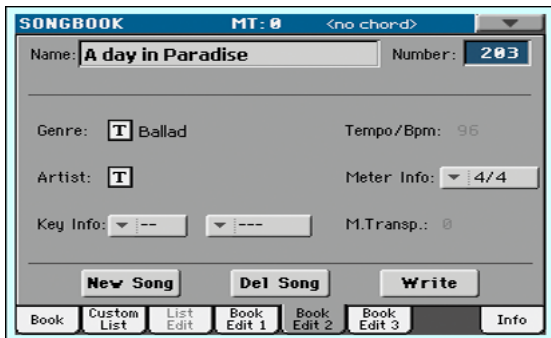 SONGBOOK MT:0 <no chord>
Name: A day in Paradise Number: 203
Genre: T Ballad Tempo/Bpm: 96
Artist: T Meter Info: 4/4
Key Info: -- --- M.Transp.: 0
New Song Del Song Write
Book Custom List List Edit Book Edit 1 Book Edit 2 Book Edit 3 Info